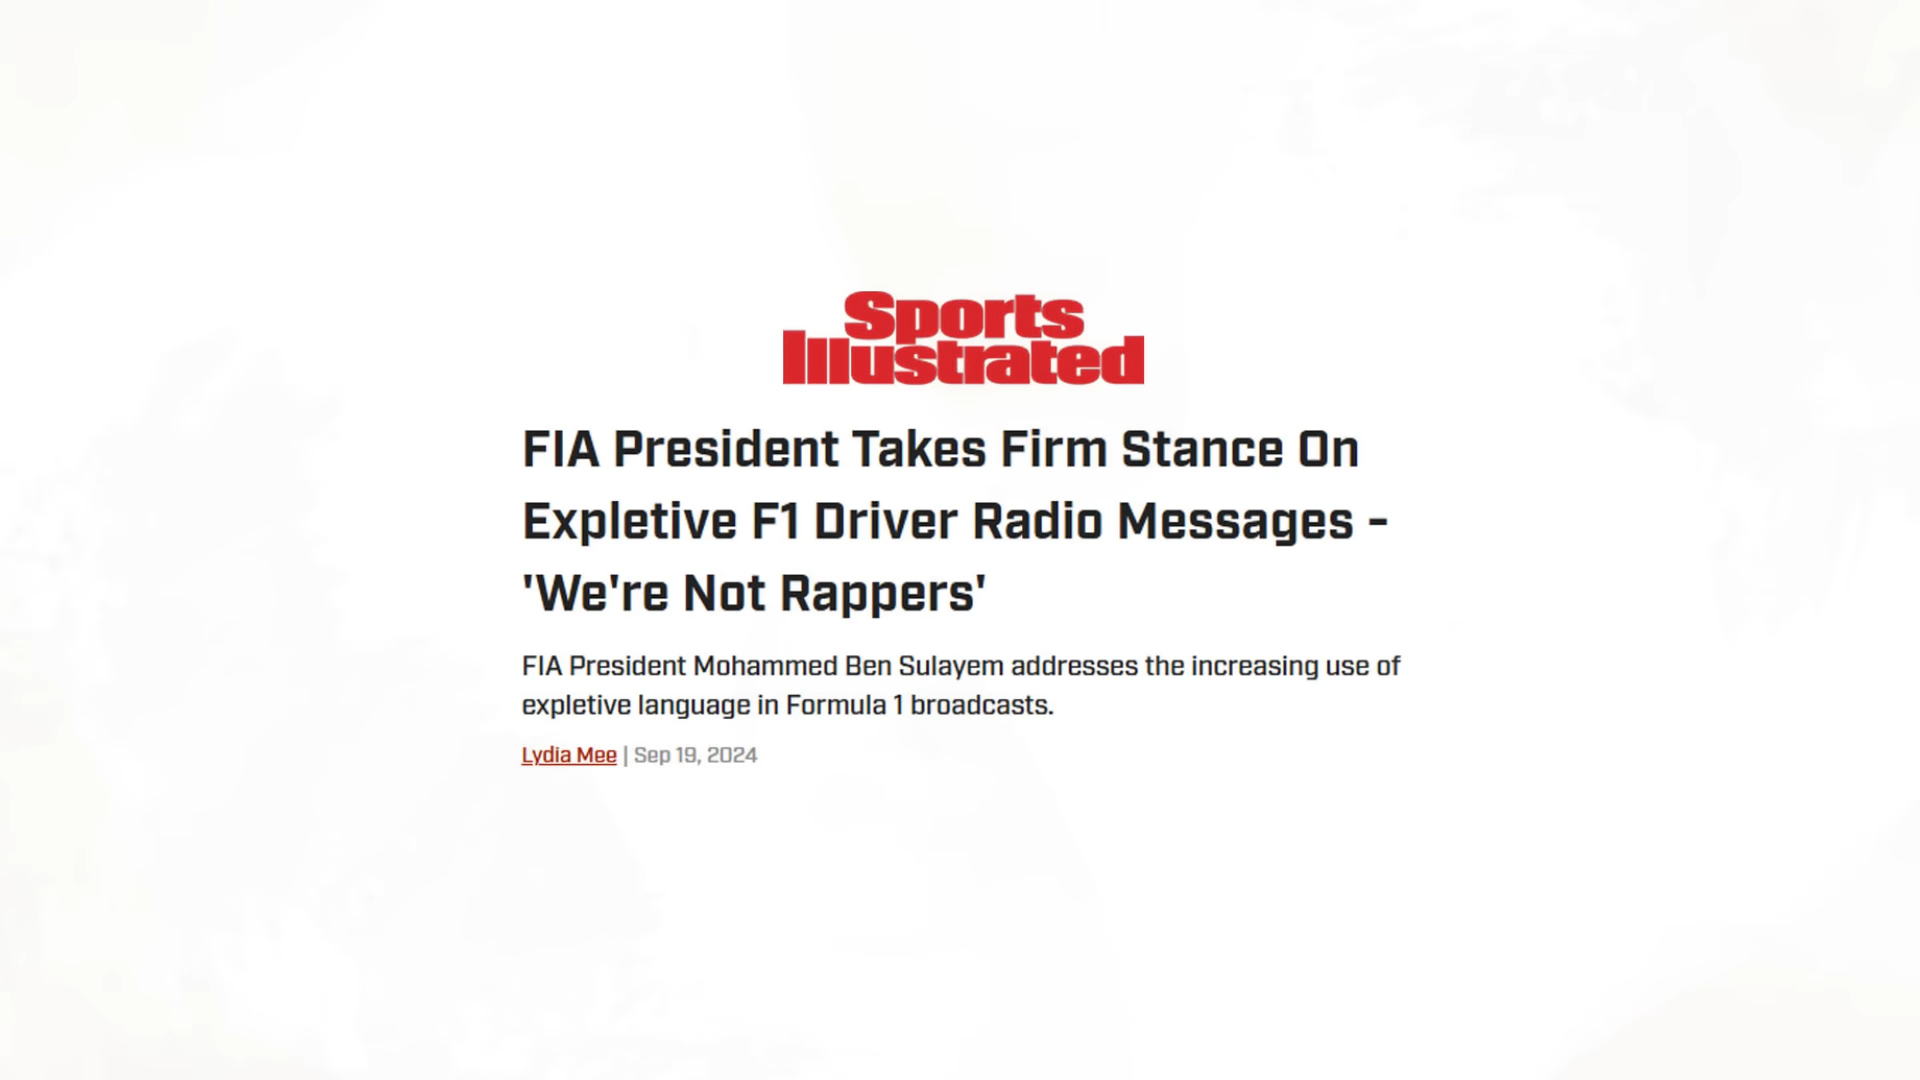 Sports
Illustrated
FIA President Takes Firm Stance On
Expletive F1 Driver Radio Messages -
'We're Not Rappers'
FIA President Mohammed Ben Sulayem addresses the increasing use of
expletive language in Formula 1 broadcasts.
Lydia Mee | Sep 19, 2024